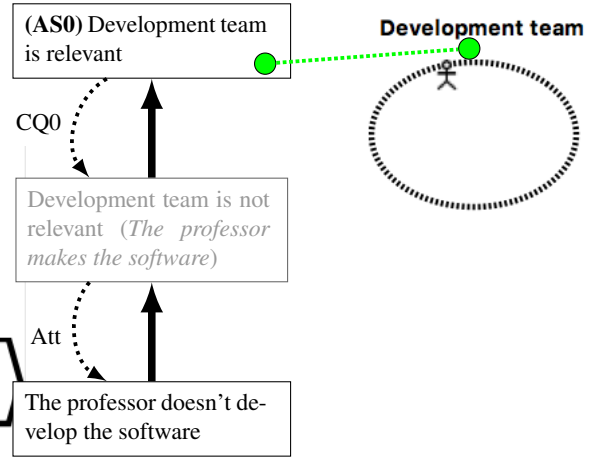 (AS0) Development team
is relevant
Development team
CQ0
Development team is not
relevant (The professor
makes the software)
Att
The professor doesn't de-
velop the software